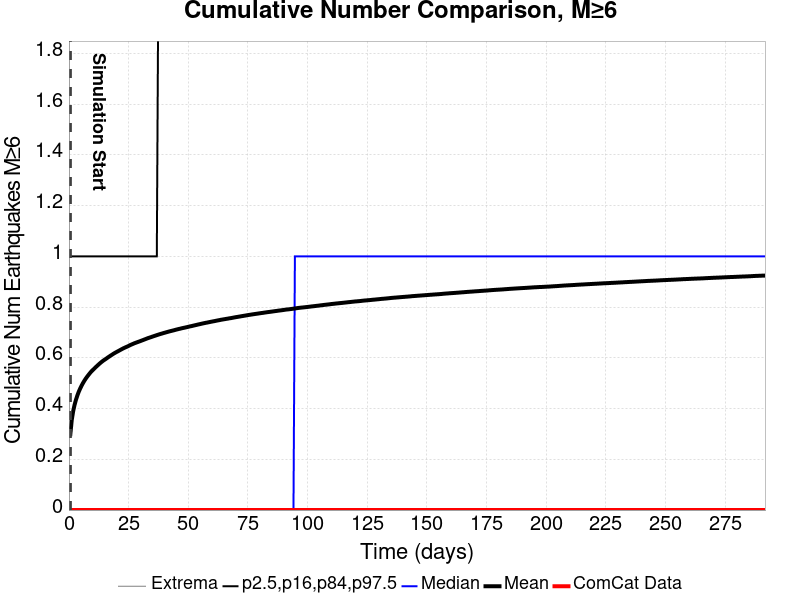 Cumulative Number Comparison, M≥6
Cumulative Num Earthquakes M≥6
1.8
1.6
1.4
1.2
1
0.8
0.6
0.4
0.2
0
Simulation Start
0 25 50 75 100 125 150 175 200 225 250 275
Time (days)
Extrema p2.5,p16,p84,p97.5 Median Mean ComCat Data